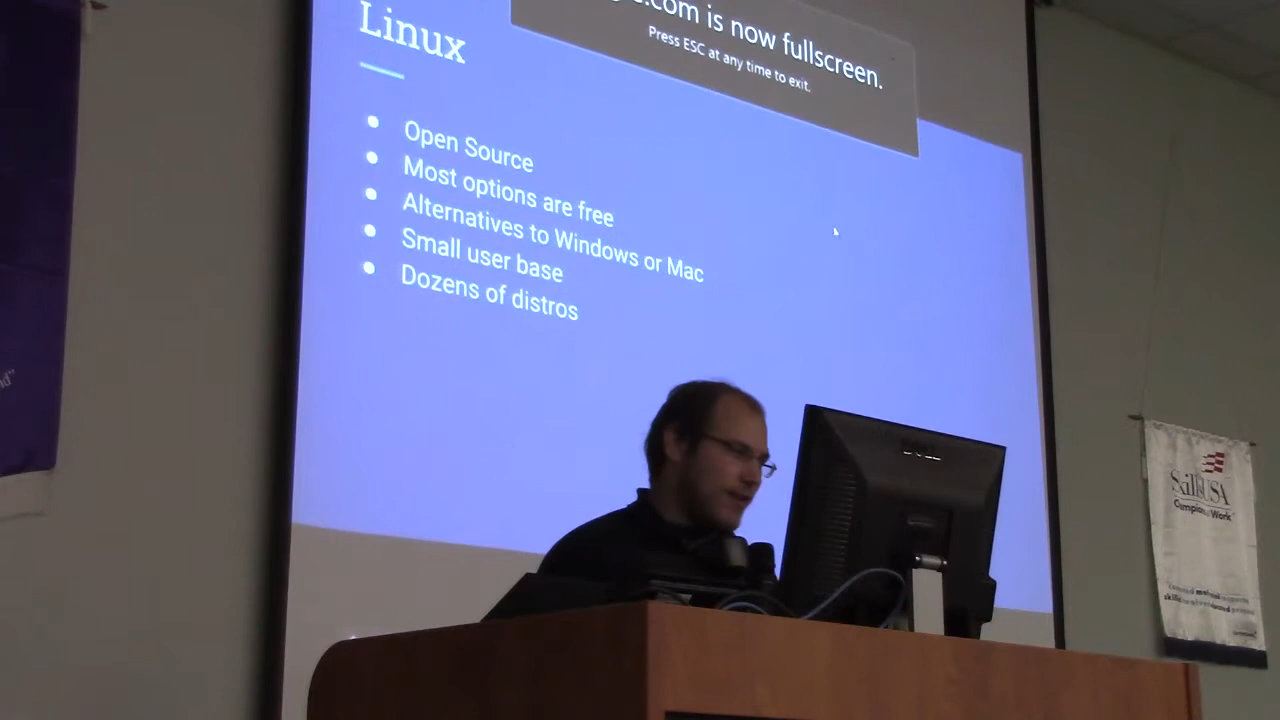 .com is now fullscreen.
Press ESC at any time to exit.
Linux
Open Source
Most options are free
Alternatives to Windows or Mac
Small user base
Dozens of distros
DELL
SkillsUSA
Champions at Work